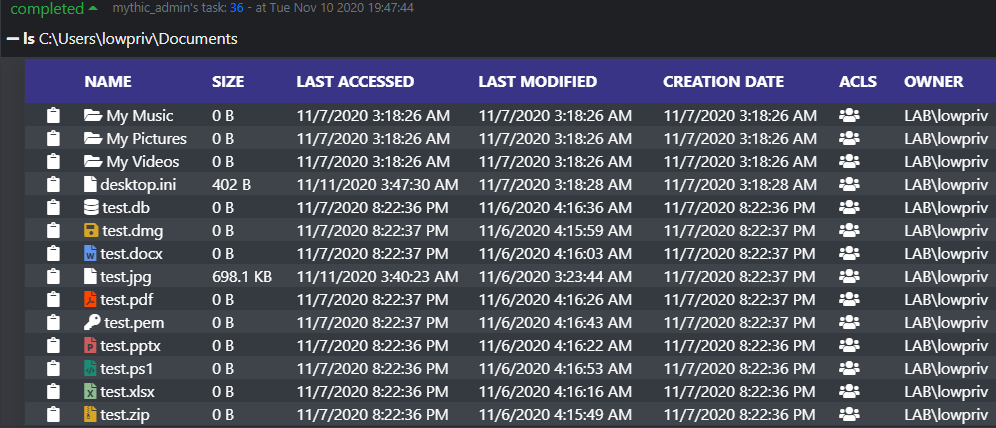 completed mythic_admin's task: 36 - at Tue Nov 10 2020 19:47:44
ls C:\Users\lowpriv\Documents
NAME SIZE LAST ACCESSED LAST MODIFIED CREATION DATE ACLS OWNER
My Music 0 B 11/7/2020 3:18:26 AM 11/7/2020 3:18:26 AM 11/7/2020 3:18:26 AM LAB\lowpriv
My Pictures 0 B 11/7/2020 3:18:26 AM 11/7/2020 3:18:26 AM 11/7/2020 3:18:26 AM LAB\lowpriv
My Videos 0 B 11/7/2020 3:18:26 AM 11/7/2020 3:18:26 AM 11/7/2020 3:18:26 AM LAB\lowpriv
desktop.ini 402 B 11/11/2020 3:47:30 AM 11/7/2020 3:18:28 AM 11/7/2020 3:18:28 AM LAB\lowpriv
test.db 0 B 11/7/2020 8:22:36 PM 11/6/2020 4:16:36 AM 11/7/2020 8:22:36 PM LAB\lowpriv
test.dmg 0 B 11/7/2020 8:22:37 PM 11/6/2020 4:15:59 AM 11/7/2020 8:22:37 PM LAB\lowpriv
test.docx 0 B 11/7/2020 8:22:37 PM 11/6/2020 4:16:03 AM 11/7/2020 8:22:37 PM LAB\lowpriv
test.jpg 698.1 KB 11/11/2020 3:40:23 AM 11/6/2020 3:23:44 AM 11/7/2020 8:22:37 PM LAB\lowpriv
test.pdf 0 B 11/7/2020 8:22:37 PM 11/6/2020 4:16:26 AM 11/7/2020 8:22:37 PM LAB\lowpriv
test.pem 0 B 11/7/2020 8:22:37 PM 11/6/2020 4:16:43 AM 11/7/2020 8:22:37 PM LAB\lowpriv
test.pptx 0 B 11/7/2020 8:22:36 PM 11/6/2020 4:16:22 AM 11/7/2020 8:22:36 PM LAB\lowpriv
test.ps1 0 B 11/7/2020 8:22:36 PM 11/6/2020 4:16:53 AM 11/7/2020 8:22:36 PM LAB\lowpriv
test.xlsx 0 B 11/7/2020 8:22:36 PM 11/6/2020 4:16:16 AM 11/7/2020 8:22:36 PM LAB\lowpriv
test.zip 0 B 11/7/2020 8:22:36 PM 11/6/2020 4:15:49 AM 11/7/2020 8:22:36 PM LAB\lowpriv